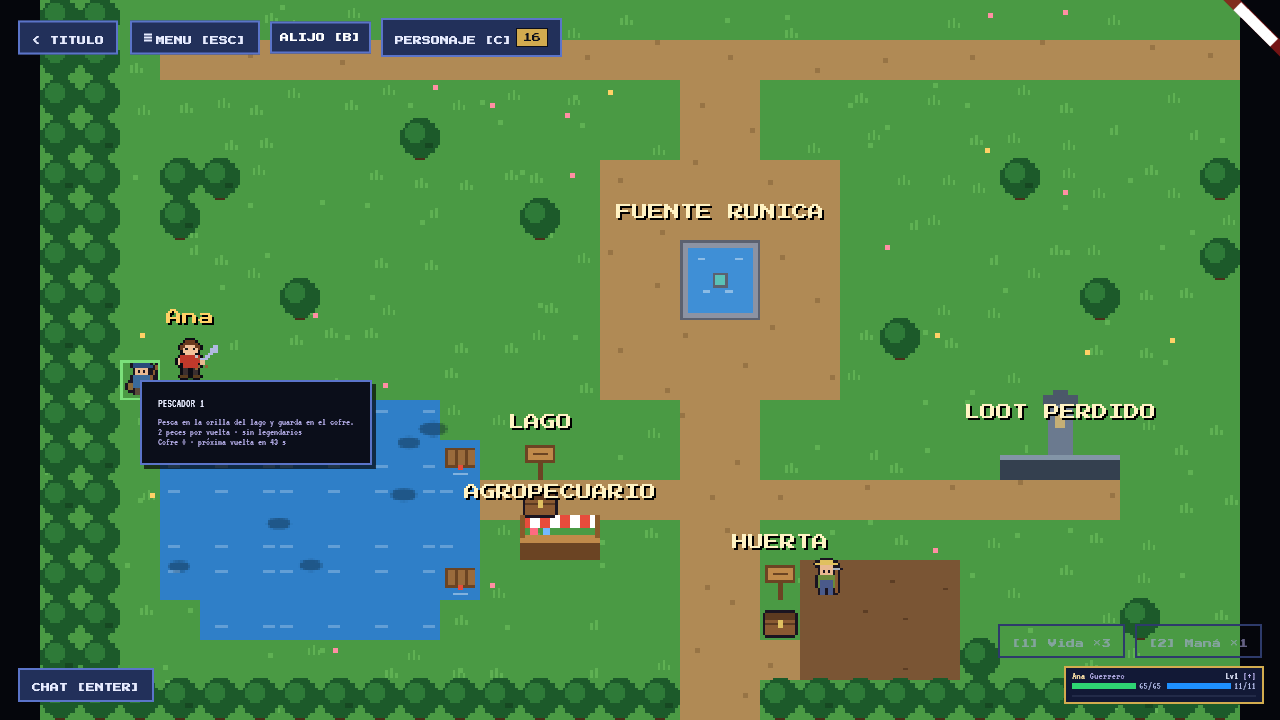 < TITULO
≡MENU [ESC]
ALIJO [B]
PERSONAJE [C] 16
FUENTE RUNICA
Ana
PESCADOR 1
Pesca en la orilla del lago y guarda en el cofre.
2 peces por vuelta · sin legendarios
Cofre 0 · próxima vuelta en 43 s
LAGO
LOOT PERDIDO
AGROPECUARIO
HUERTA
[1] Vida ×3
[2] Maná ×1
CHAT [ENTER]
Ana Guerrero
Lv1 [+]
65/65
11/11